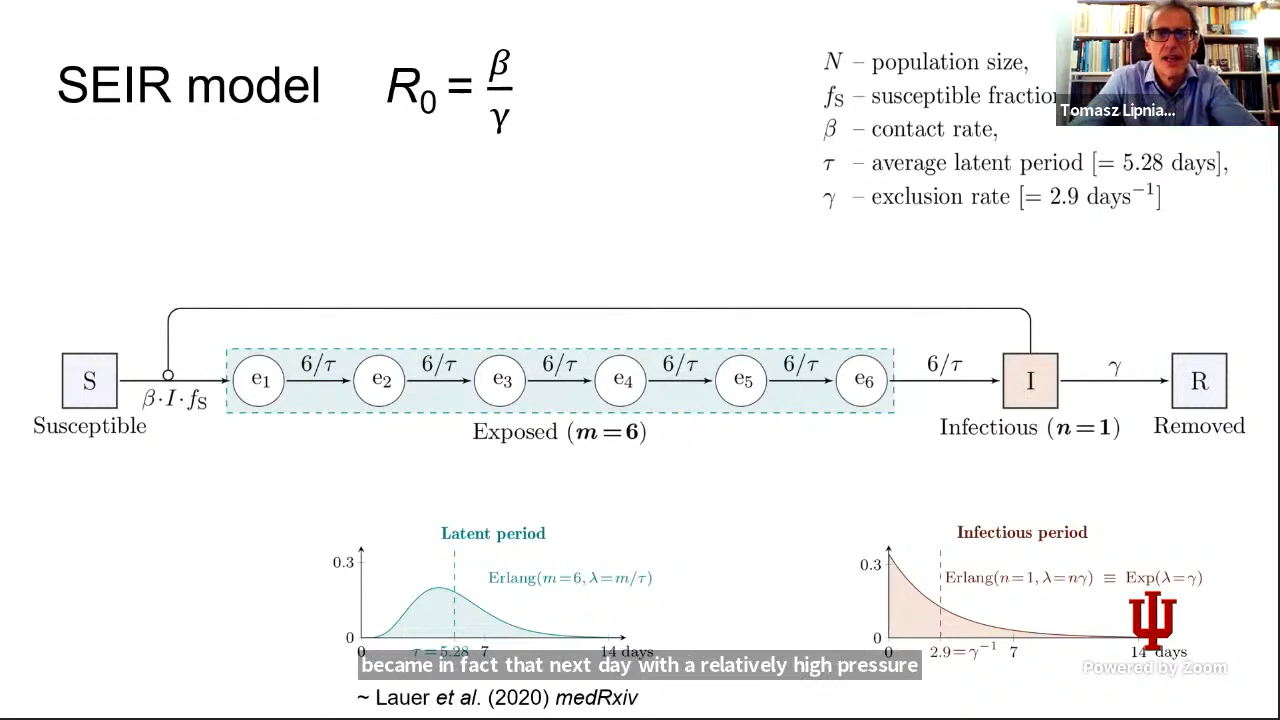 SEIR model
R₀ = β/γ
N – population size,
fS – susceptible fraction
β – contact rate,
τ – average latent period [= 5.28 days],
γ – exclusion rate [= 2.9 days⁻¹]
Tomasz Lipnia...
S
β·I·fS
e₁
6/τ
e₂
6/τ
e₃
6/τ
e₄
6/τ
e₅
6/τ
e₆
6/τ
I
γ
R
Susceptible
Exposed (m=6)
Infectious (n=1)
Removed
Latent period
0.3
Erlang(m=6, λ=m/τ)
0
0
τ=5.28
7
14 days
Infectious period
0.3
Erlang(n=1, λ=nγ) ≡ Exp(λ=γ)
0
2.9=γ⁻¹
7
14 days
became in fact that next day with a relatively high pressure
Powered by Zoom
~ Lauer et al. (2020) medRxiv